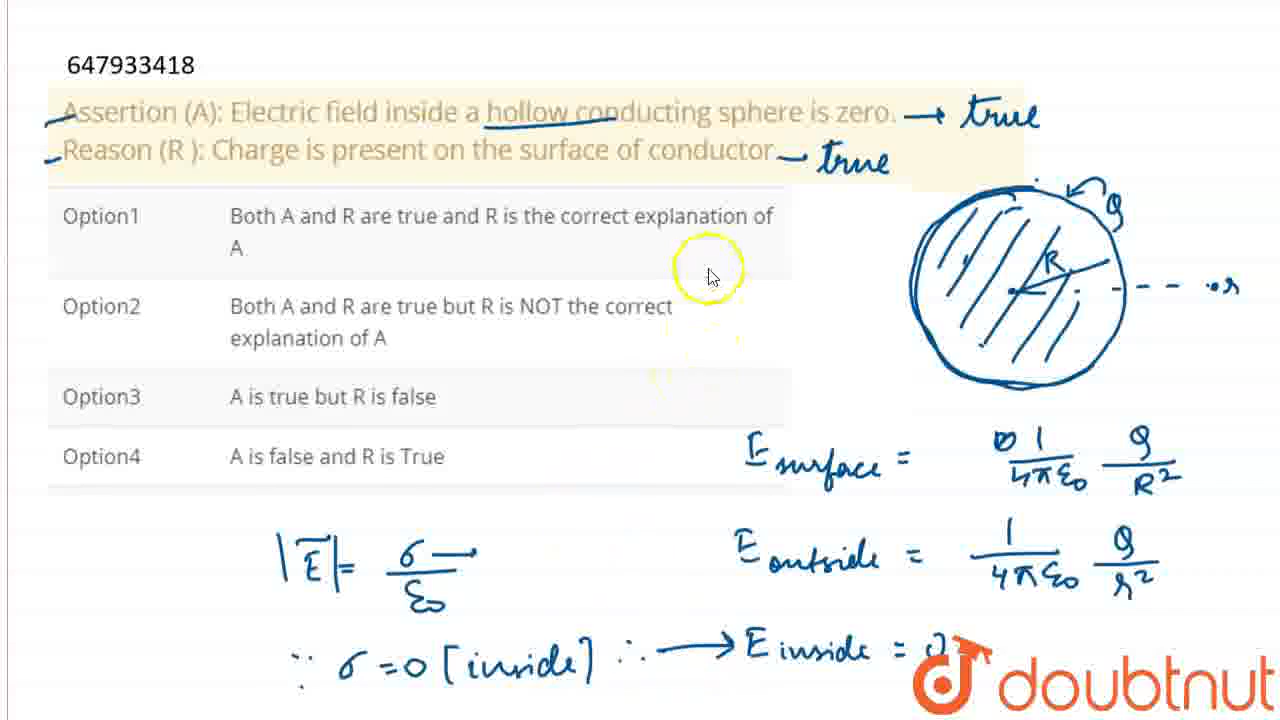 647933418
Assertion (A): Electric field inside a hollow conducting sphere is zero. → true
Reason (R ): Charge is present on the surface of conductor → true
Option1 Both A and R are true and R is the correct explanation of
A
Option2 Both A and R are true but R is NOT the correct
explanation of A
Option3 A is true but R is false
Option4 A is false and R is True
Q
R
r
E surface = 1/4πε₀ Q/R²
|E| = σ/ε₀
E outside = 1/4πε₀ Q/r²
∵ σ = 0 [inside] ∴ → E inside = 0
doubtnut